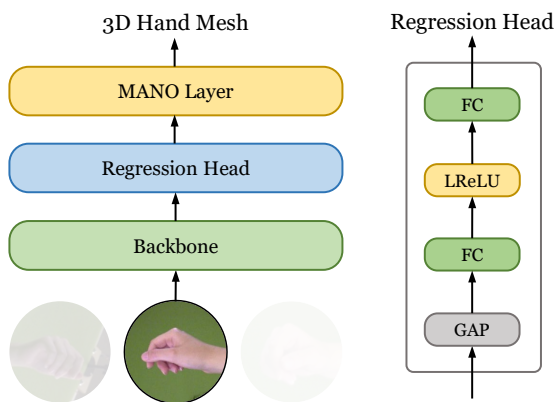 3D Hand Mesh
MANO Layer
Regression Head
Backbone
Regression Head
FC
LReLU
FC
GAP